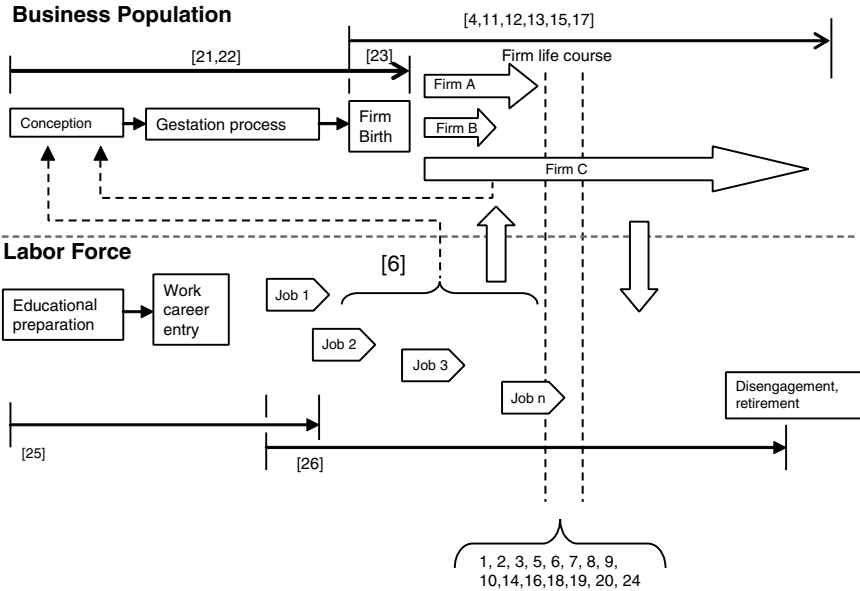 Business Population
[4,11,12,13,15,17]
[21,22]
[23]
Firm life course
Firm A
Conception
Gestation process
Firm
Birth
Firm B
Firm C
Labor Force
[6]
Educational
preparation
Work
career
entry
Job 1
Job 2
Job 3
Job n
Disengagement,
retirement
[25]
[26]
1, 2, 3, 5, 6, 7, 8, 9,
10,14,16,18,19, 20, 24